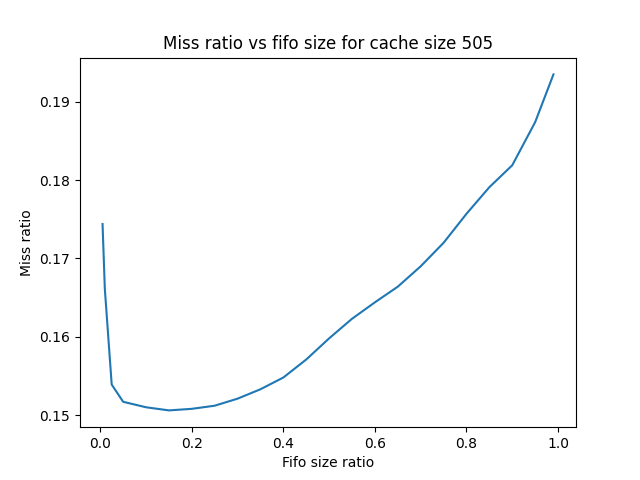 Miss ratio vs fifo size for cache size 505
0.19
0.18
0.17
0.16
0.15
Miss ratio
0.0 0.2 0.4 0.6 0.8 1.0
Fifo size ratio